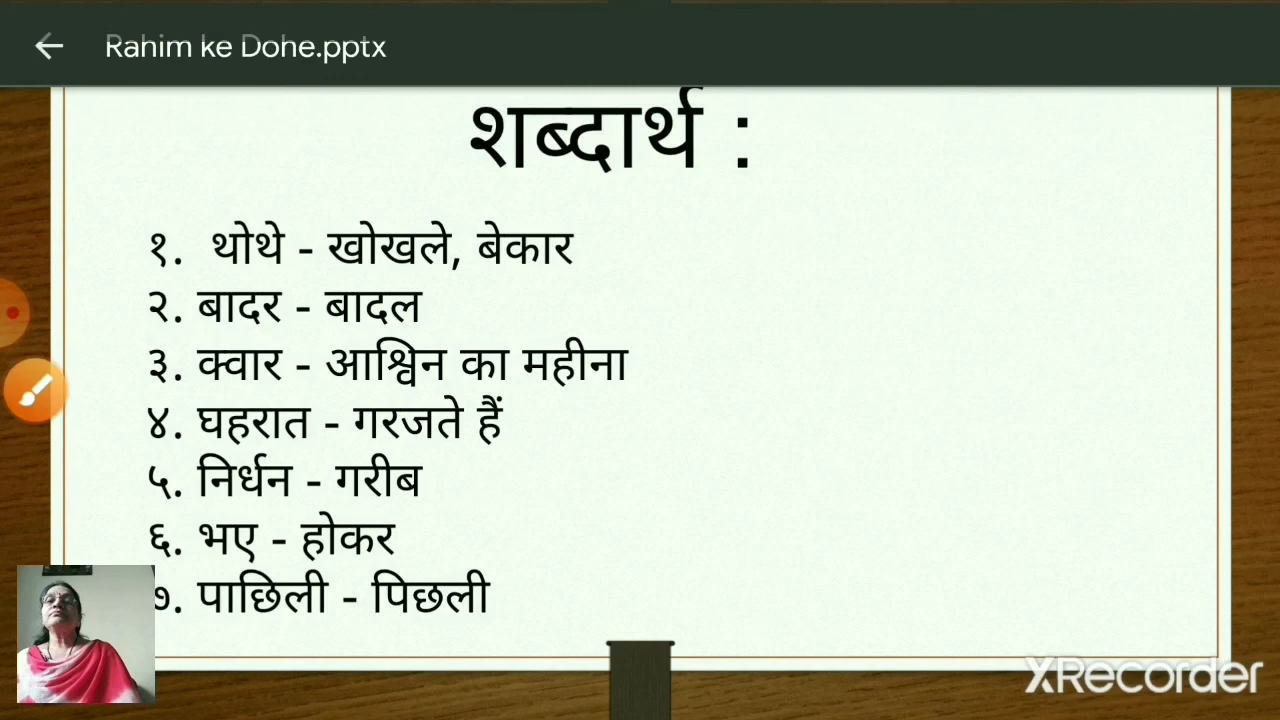 Rahim ke Dohe.pptx
शब्दार्थ :
१. थोथे - खोखले, बेकार
२. बादर - बादल
३. क्वार - आश्विन का महीना
४. घहरात - गरजते हैं
५. निर्धन - गरीब
६. भए - होकर
७. पाछिली - पिछली
XRecorder